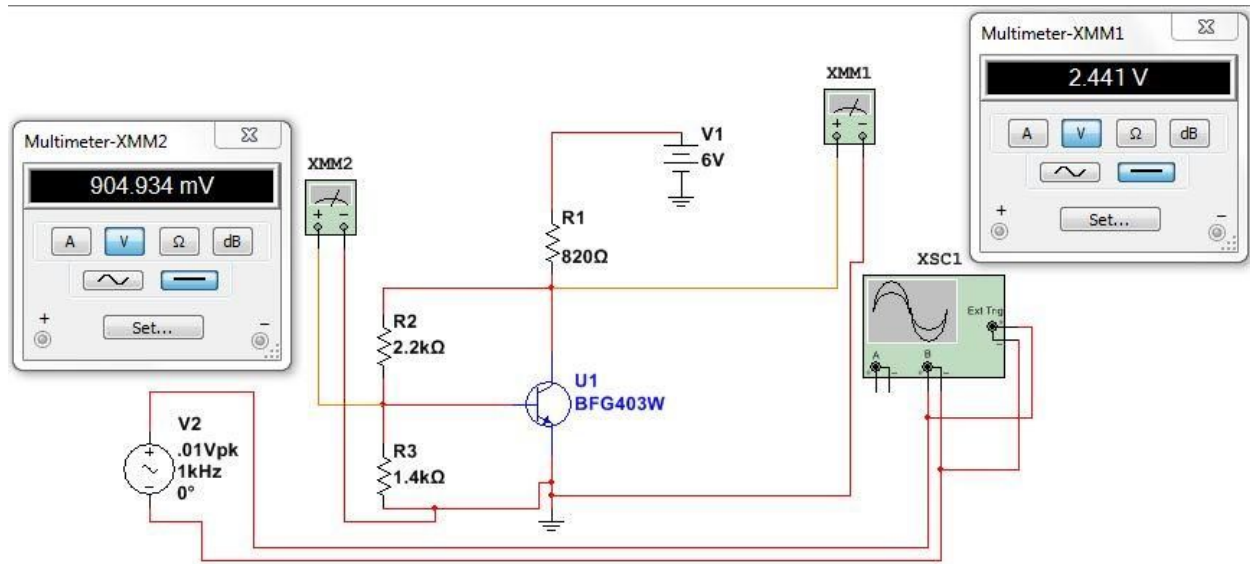 Multimeter-XMM1
2.441 V
A V Ω dB
+ -
Set...
XMM1
+ -
V1
6V
Multimeter-XMM2
904.934 mV
A V Ω dB
+ -
Set...
XMM2
+ -
R1
820Ω
XSC1
Ext Trig
+
-
A B
+ - + -
R2
2.2kΩ
U1
BFG403W
V2
.01Vpk
1kHz
0°
+
-
R3
1.4kΩ